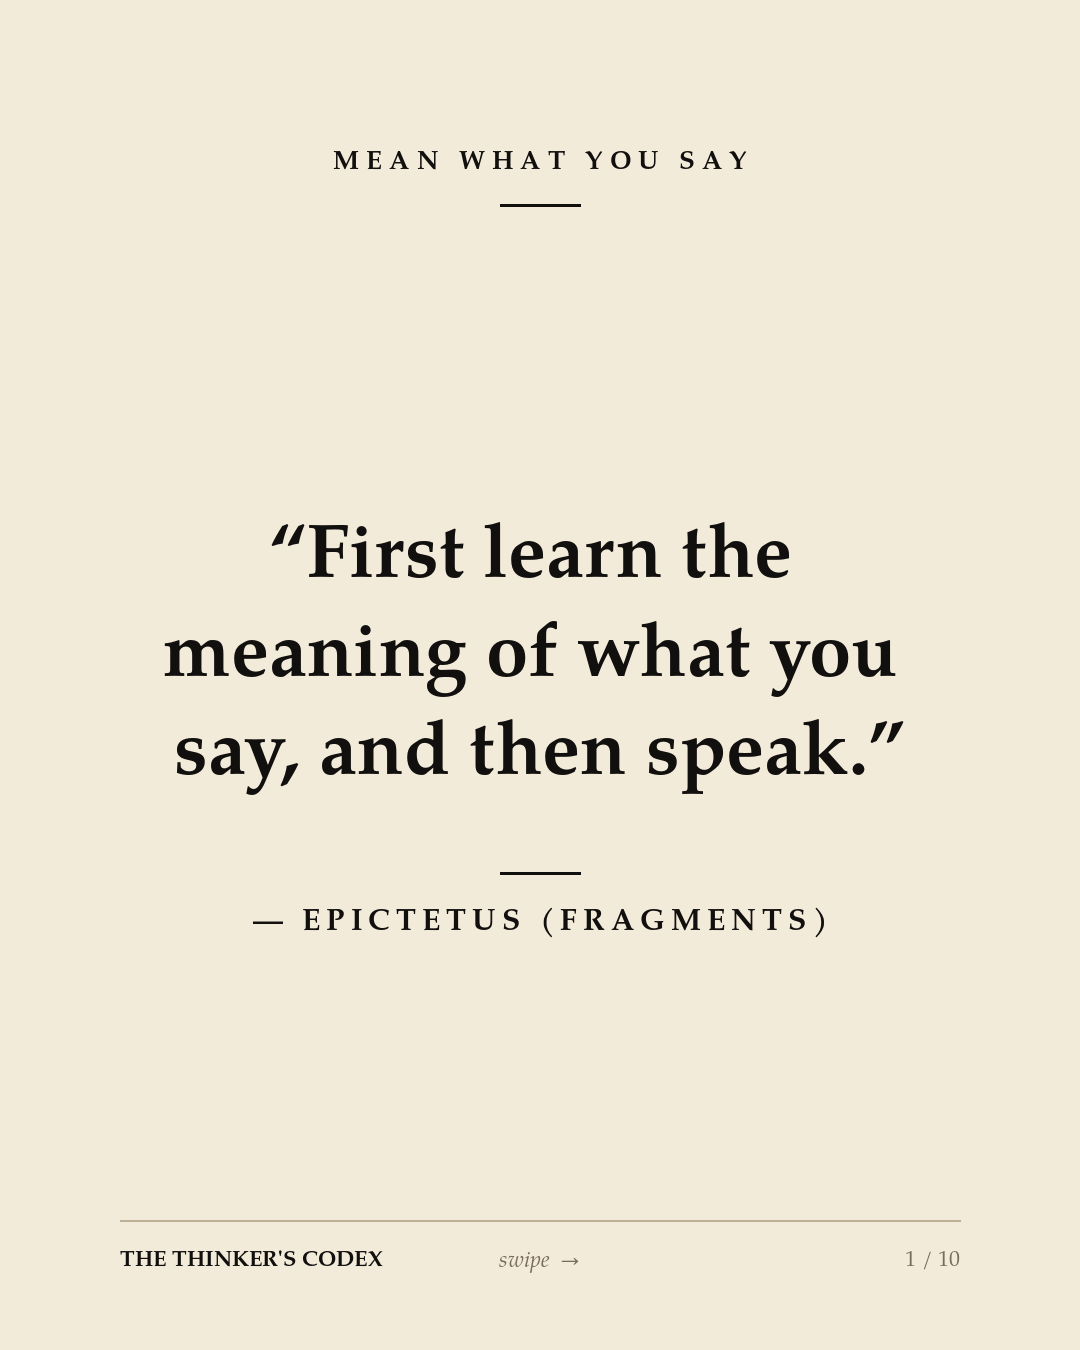 MEAN WHAT YOU SAY
“First learn the
meaning of what you
say, and then speak.”
— EPICTETUS (FRAGMENTS)
THE THINKER'S CODEX
swipe →
1 / 10